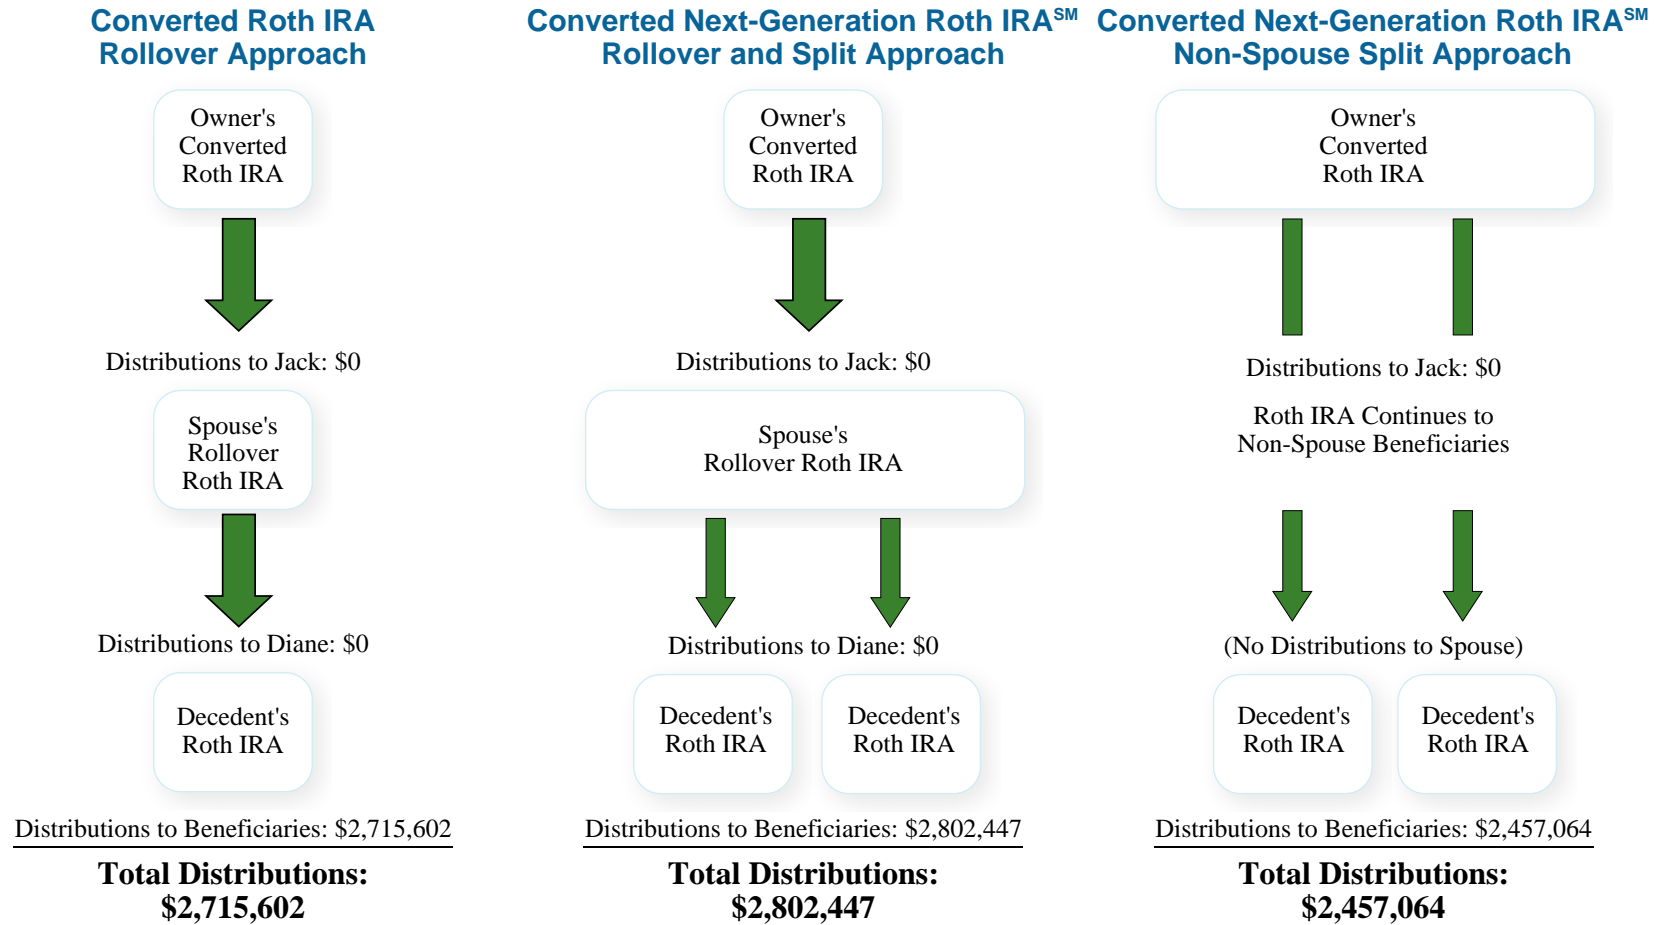 Converted Roth IRA
Rollover Approach
Owner's
Converted
Roth IRA
Distributions to Jack: $0
Spouse's
Rollover
Roth IRA
Distributions to Diane: $0
Decedent's
Roth IRA
Distributions to Beneficiaries: $2,715,602
Total Distributions:
$2,715,602
Converted Next-Generation Roth IRA℠
Rollover and Split Approach
Owner's
Converted
Roth IRA
Distributions to Jack: $0
Spouse's
Rollover Roth IRA
Distributions to Diane: $0
Decedent's
Roth IRA
Decedent's
Roth IRA
Distributions to Beneficiaries: $2,802,447
Total Distributions:
$2,802,447
Converted Next-Generation Roth IRA℠
Non-Spouse Split Approach
Owner's
Converted
Roth IRA
Distributions to Jack: $0
Roth IRA Continues to
Non-Spouse Beneficiaries
(No Distributions to Spouse)
Decedent's
Roth IRA
Decedent's
Roth IRA
Distributions to Beneficiaries: $2,457,064
Total Distributions:
$2,457,064